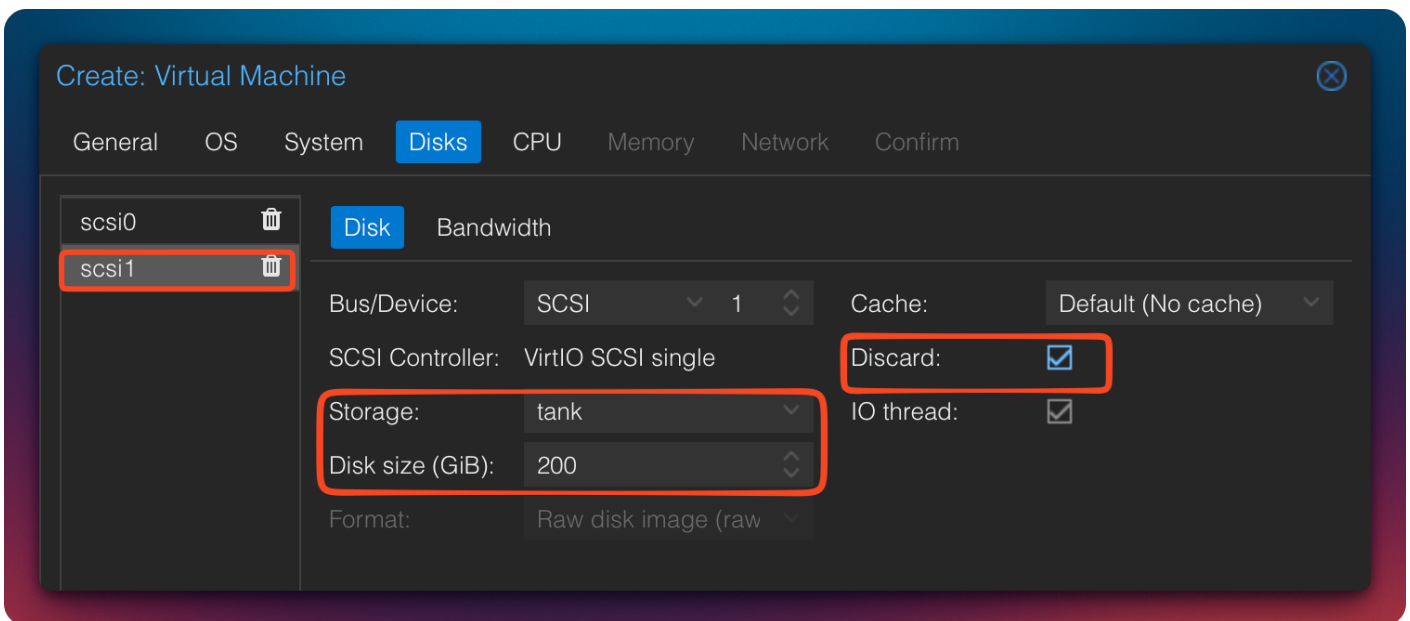 Create: Virtual Machine
General OS System Disks CPU Memory Network Confirm
scsi0
scsi1
Disk Bandwidth
Bus/Device: SCSI 1 Cache: Default (No cache)
SCSI Controller: VirtIO SCSI single Discard:
Storage: tank IO thread:
Disk size (GiB): 200
Format: Raw disk image (raw